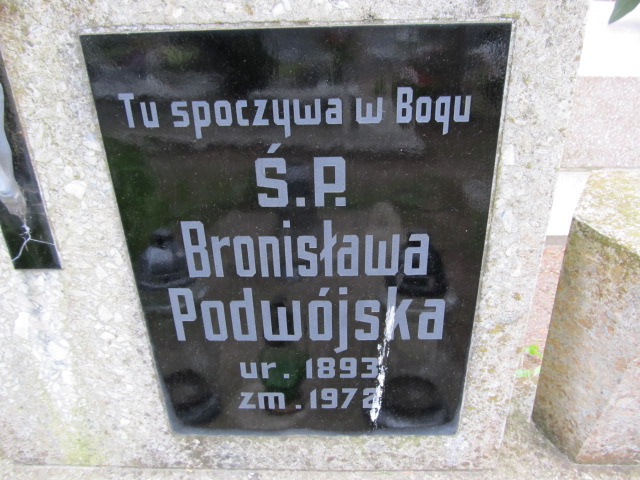 Tu spoczywa w Bogu
Ś.P.
Bronisława
Podwójska
ur. 1893
zm. 1972